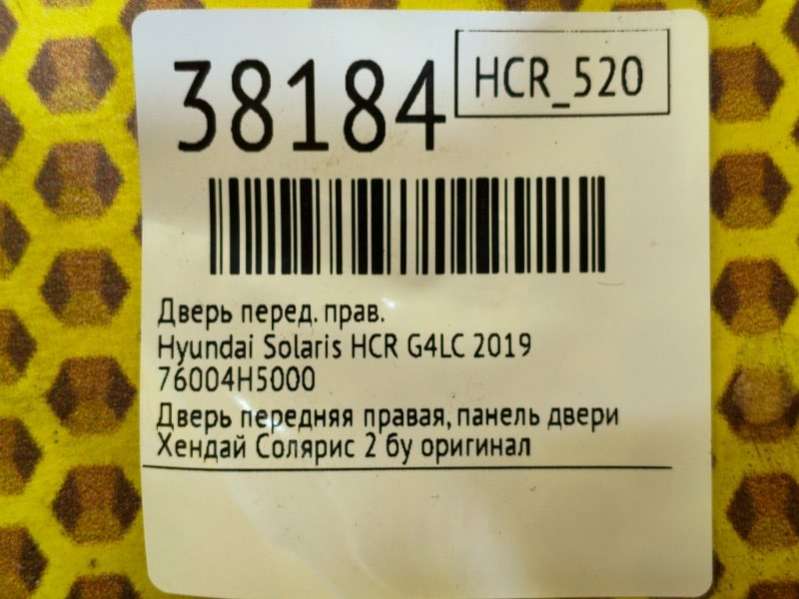 38184
HCR_520
Дверь перед. прав.
Hyundai Solaris HCR G4LC 2019
76004H5000
Дверь передняя правая, панель двери
Хендай Солярис 2 бу оригинал